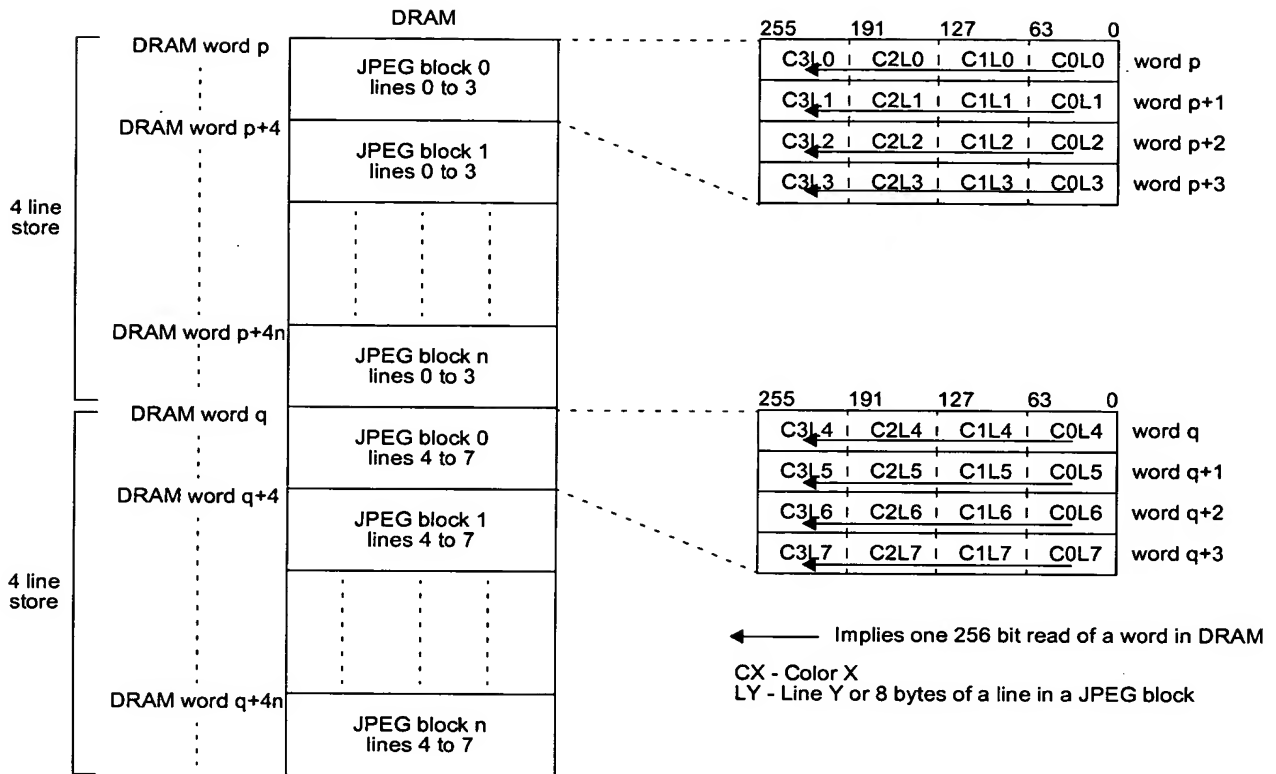 DRAM
DRAM word p
JPEG block 0
lines 0 to 3
DRAM word p+4
JPEG block 1
lines 0 to 3
4 line
store
DRAM word p+4n
JPEG block n
lines 0 to 3
DRAM word q
JPEG block 0
lines 4 to 7
DRAM word q+4
JPEG block 1
lines 4 to 7
4 line
store
DRAM word q+4n
JPEG block n
lines 4 to 7
255 191 127 63 0
C3L0 C2L0 C1L0 C0L0 word p
C3L1 C2L1 C1L1 C0L1 word p+1
C3L2 C2L2 C1L2 C0L2 word p+2
C3L3 C2L3 C1L3 C0L3 word p+3
255 191 127 63 0
C3L4 C2L4 C1L4 C0L4 word q
C3L5 C2L5 C1L5 C0L5 word q+1
C3L6 C2L6 C1L6 C0L6 word q+2
C3L7 C2L7 C1L7 C0L7 word q+3
Implies one 256 bit read of a word in DRAM
CX - Color X
LY - Line Y or 8 bytes of a line in a JPEG block